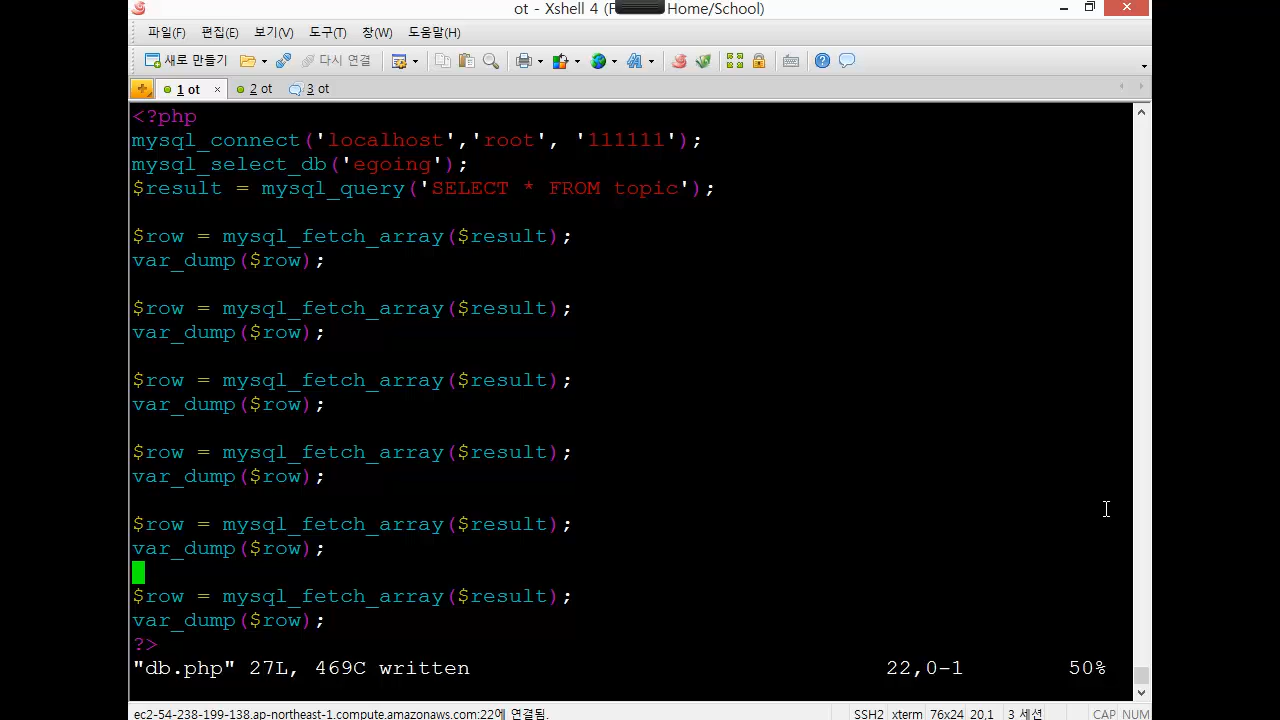 ot - Xshell 4 (F Home/School)
파일(F) 편집(E) 보기(V) 도구(T) 창(W) 도움말(H)
새로 만들기 다시 연결
1 ot × 2 ot 3 ot
<?php
mysql_connect('localhost','root', '111111');
mysql_select_db('egoing');
$result = mysql_query('SELECT * FROM topic');
$row = mysql_fetch_array($result);
var_dump($row);
$row = mysql_fetch_array($result);
var_dump($row);
$row = mysql_fetch_array($result);
var_dump($row);
$row = mysql_fetch_array($result);
var_dump($row);
$row = mysql_fetch_array($result);
var_dump($row);
$row = mysql_fetch_array($result);
var_dump($row);
?>
"db.php" 27L, 469C written 22,0-1 50%
ec2-54-238-199-138.ap-northeast-1.compute.amazonaws.com:22에 연결됨. SSH2 xterm 76x24 20,1 3 세션 CAP NUM